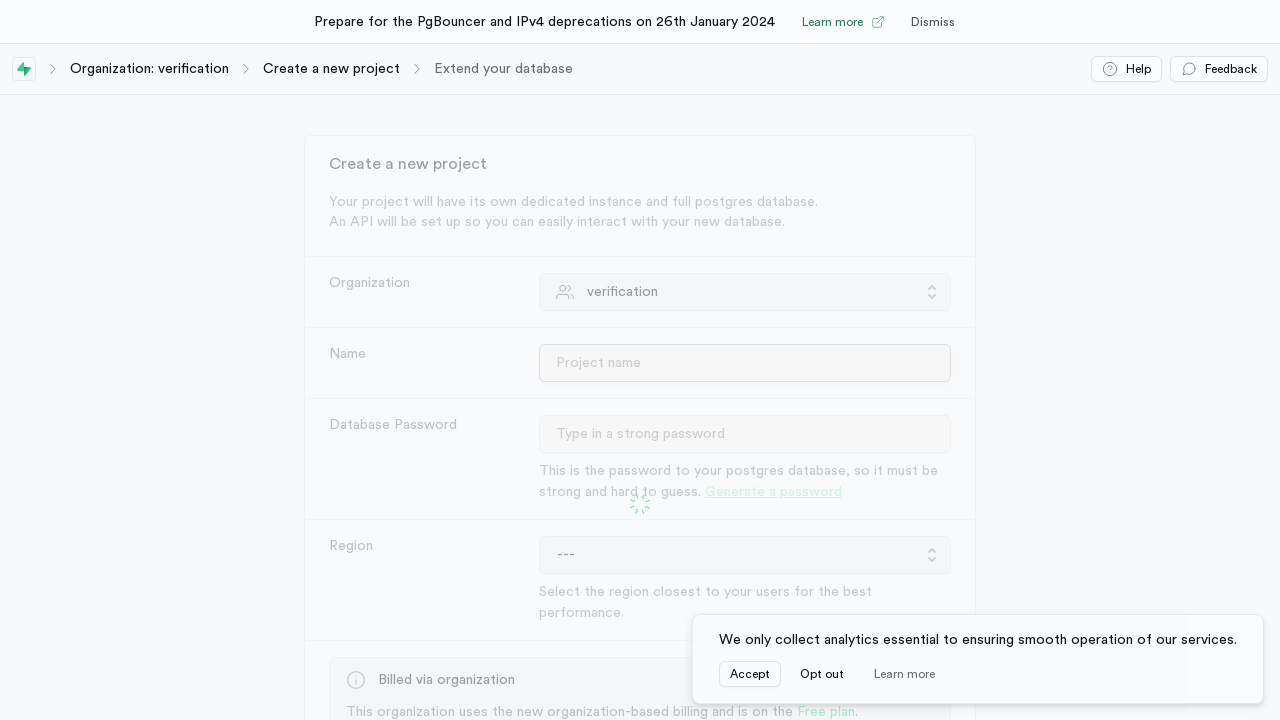 Prepare for the PgBouncer and IPv4 deprecations on 26th January 2024 Learn more Dismiss
Organization: verification Create a new project Extend your database Help Feedback
Create a new project
Your project will have its own dedicated instance and full postgres database.
An API will be set up so you can easily interact with your new database.
Organization verification
Name Project name
Database Password Type in a strong password
This is the password to your postgres database, so it must be
strong and hard to guess. Generate a password
Region ---
Select the region closest to your users for the best
performance.
We only collect analytics essential to ensuring smooth operation of our services.
Accept Opt out Learn more
Billed via organization
This organization uses the new organization-based billing and is on the Free plan.